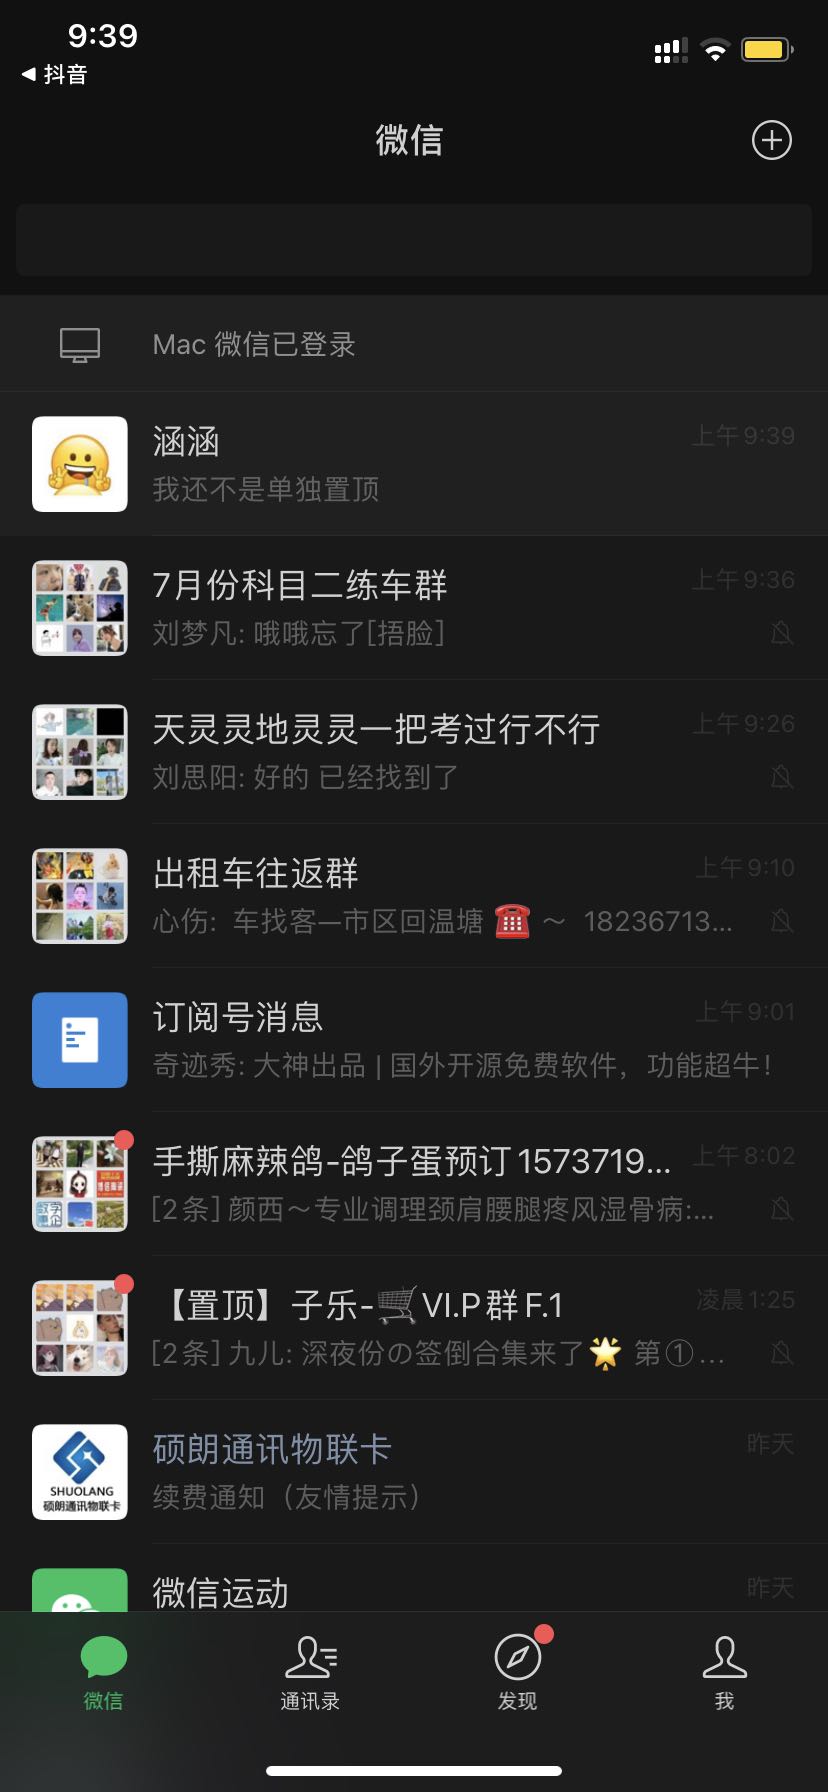 9:39
◀ 抖音
微信
Mac 微信已登录
涵涵
上午9:39
我还不是单独置顶
7月份科目二练车群
上午9:36
刘梦凡: 哦哦忘了[捂脸]
天灵灵地灵灵一把考过行不行
上午9:26
刘思阳: 好的 已经找到了
出租车往返群
上午9:10
心伤: 车找客—市区回温塘 ☎️ ～ 18236713...
订阅号消息
上午9:01
奇迹秀: 大神出品 | 国外开源免费软件，功能超牛！
手撕麻辣鸽-鸽子蛋预订1573719...
上午8:02
[2条] 颜西～专业调理颈肩腰腿疼风湿骨病:...
【置顶】子乐-🛒VI.P群F.1
凌晨1:25
[2条] 九儿: 深夜份の签倒合集来了🌟 第①...
SHUOLANG
硕朗通讯物联卡
硕朗通讯物联卡
昨天
续费通知（友情提示）
微信运动
昨天
微信
通讯录
发现
我